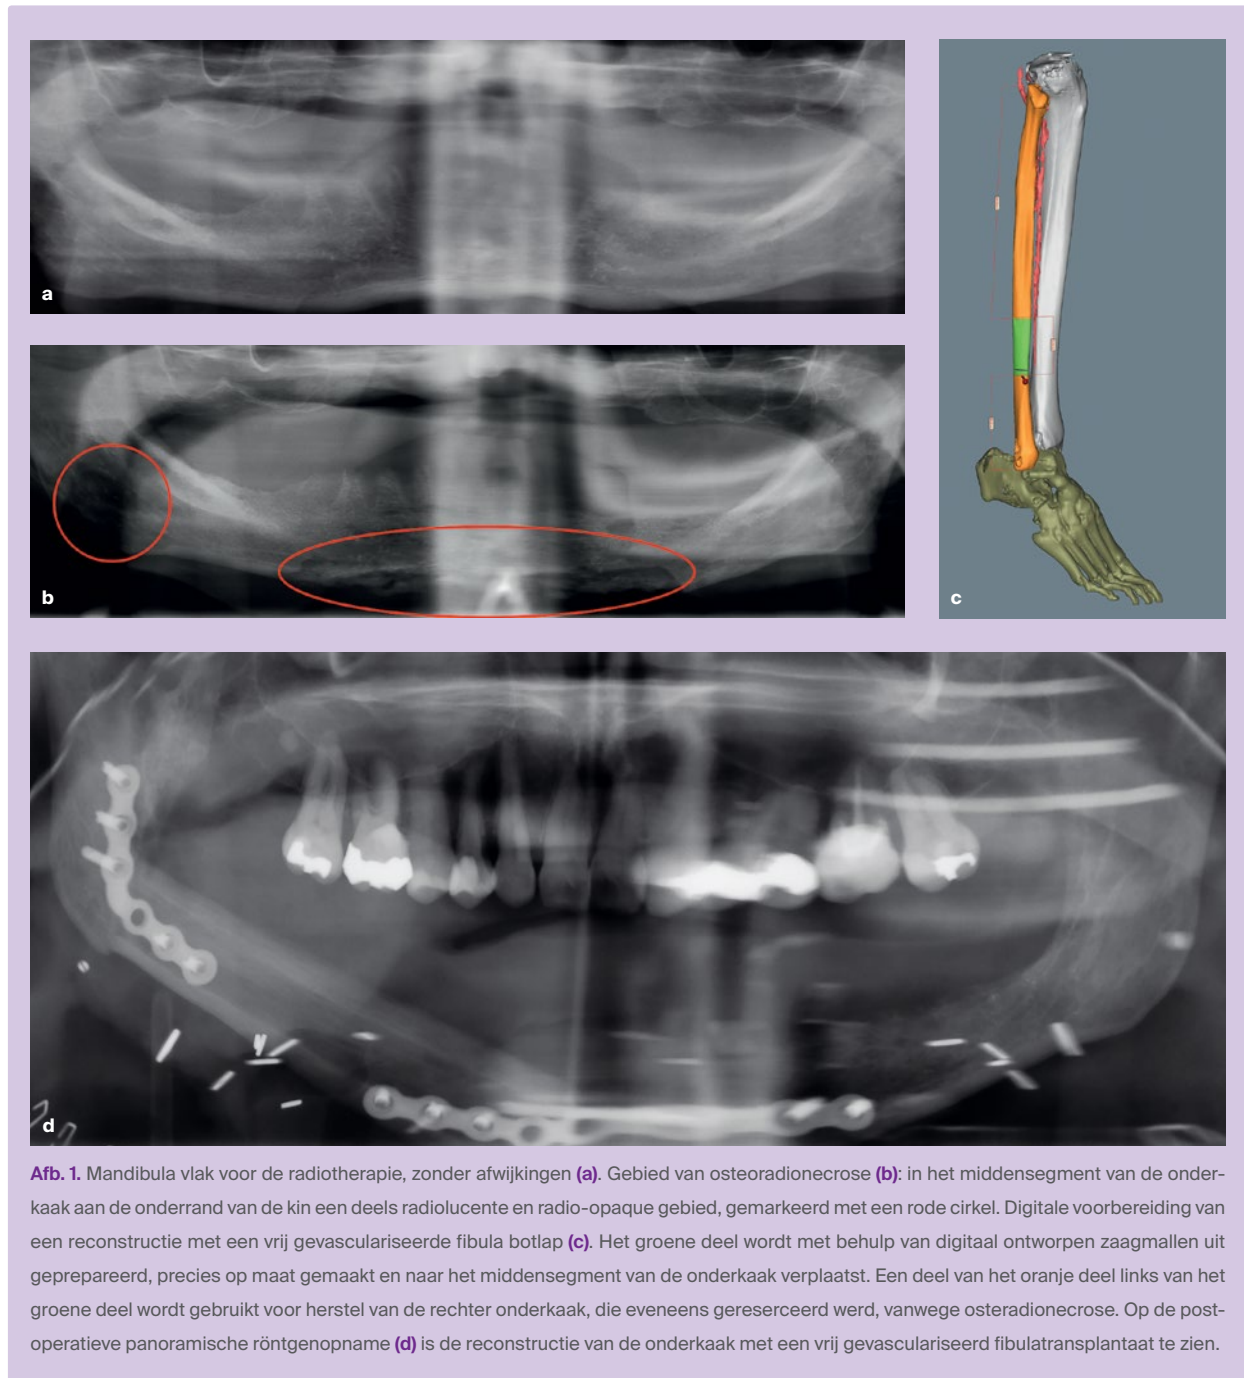 a
b
c
d
Afb. 1. Mandibula vlak voor de radiotherapie, zonder afwijkingen (a). Gebied van osteoradionecrose (b): in het middensegment van de onder-
kaak aan de onderrand van de kin een deels radiolucente en radio-opaque gebied, gemarkeerd met een rode cirkel. Digitale voorbereiding van
een reconstructie met een vrij gevasculariseerde fibula botlap (c). Het groene deel wordt met behulp van digitaal ontworpen zaagmallen uit
geprepareerd, precies op maat gemaakt en naar het middensegment van de onderkaak verplaatst. Een deel van het oranje deel links van het
groene deel wordt gebruikt voor herstel van de rechter onderkaak, die eveneens gereserceerd werd, vanwege osteradionecrose. Op de post-
operatieve panoramische röntgenopname (d) is de reconstructie van de onderkaak met een vrij gevasculariseerd fibulatransplantaat te zien.